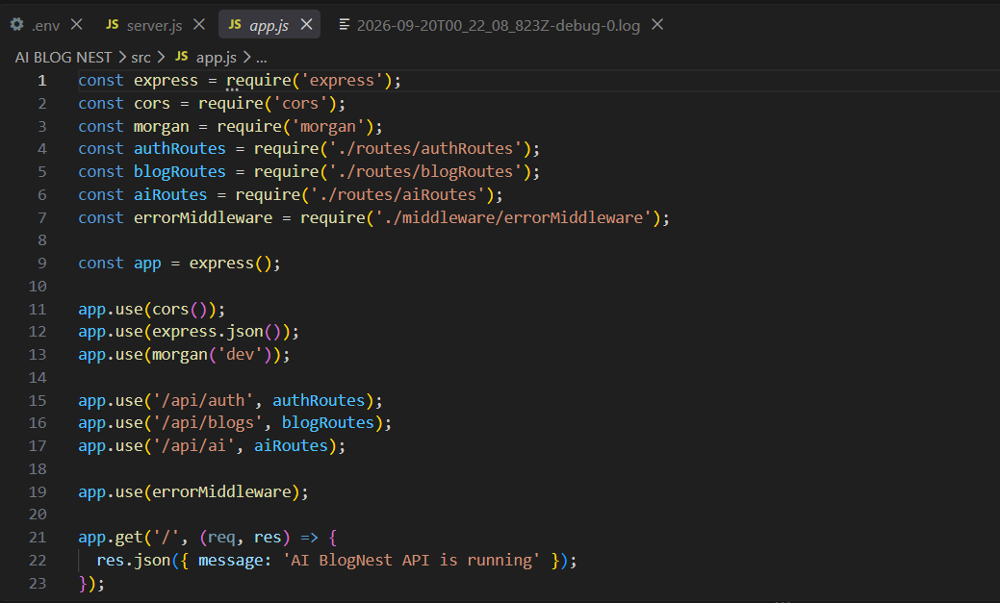 .env JS server.js JS app.js 2026-09-20T00_22_08_823Z-debug-0.log
AI BLOG NEST > src > JS app.js > ...
1 const express = require('express');
2 const cors = require('cors');
3 const morgan = require('morgan');
4 const authRoutes = require('./routes/authRoutes');
5 const blogRoutes = require('./routes/blogRoutes');
6 const aiRoutes = require('./routes/aiRoutes');
7 const errorMiddleware = require('./middleware/errorMiddleware');
8
9 const app = express();
10
11 app.use(cors());
12 app.use(express.json());
13 app.use(morgan('dev'));
14
15 app.use('/api/auth', authRoutes);
16 app.use('/api/blogs', blogRoutes);
17 app.use('/api/ai', aiRoutes);
18
19 app.use(errorMiddleware);
20
21 app.get('/', (req, res) => {
22   res.json({ message: 'AI BlogNest API is running' });
23 });